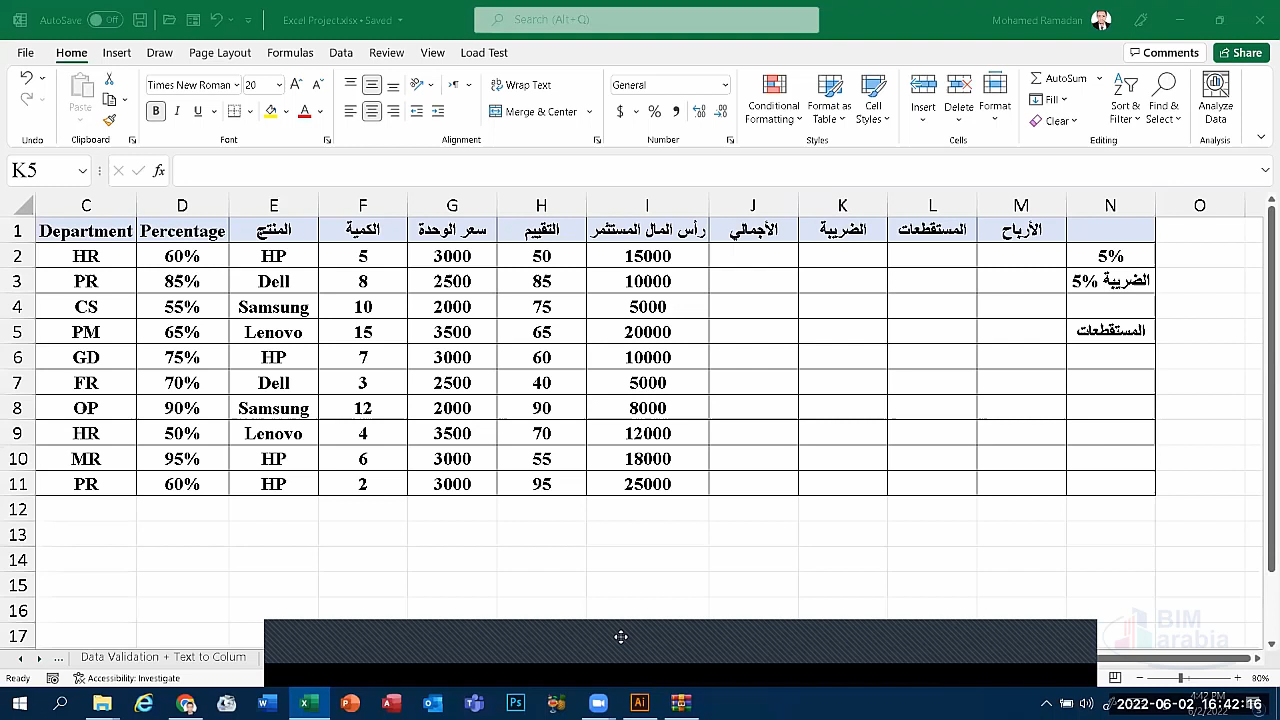 AutoSave Off Excel Project.xlsx • Saved Search (Alt+Q) Mohamed Ramadan
File Home Insert Draw Page Layout Formulas Data Review View Load Test Comments Share
Times New Roman 20 Wrap Text General AutoSum
Paste Conditional Format as Cell Insert Delete Format Fill Sort & Find & Analyze
B I U Merge & Center $ % Formatting Table Styles Clear Filter Select Data
Undo Clipboard Font Alignment Number Styles Cells Editing Analysis
K5 fx
C D E F G H I J K L M N O
1 Department Percentage المنتج الكمية سعر الوحدة التقييم رأس المال المستثمر الأجمالي الضريبة المستقطعات الأرباح
2 HR 60% HP 5 3000 50 15000 5%
3 PR 85% Dell 8 2500 85 10000 الضريبة 5%
4 CS 55% Samsung 10 2000 75 5000
5 PM 65% Lenovo 15 3500 65 20000 المستقطعات
6 GD 75% HP 7 3000 60 10000
7 FR 70% Dell 3 2500 40 5000
8 OP 90% Samsung 12 2000 90 8000
9 HR 50% Lenovo 4 3500 70 12000
10 MR 95% HP 6 3000 55 18000
11 PR 60% HP 2 3000 95 25000
12
13
14
15
16
17
BIM
arabia
... Data Validation + Text to Colum
Ready Accessibility: Investigate 80%
4:42 PM
2022-06-02 16:42:16